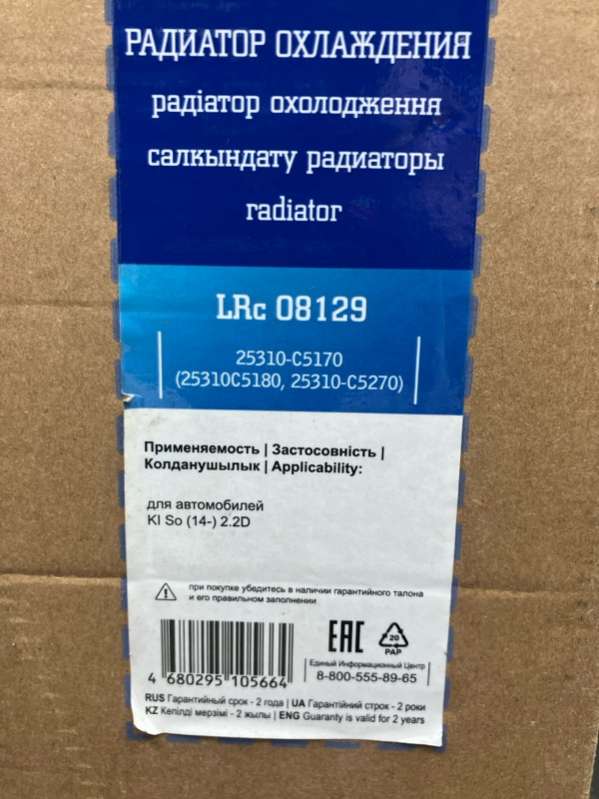 РАДИАТОР ОХЛАЖДЕНИЯ
радіатор охолодження
салкындату радиаторы
radiator
LRc 08129
25310-C5170
(25310C5180, 25310-C5270)
Применяемость | Застосовність |
Колданушылык | Applicability:
для автомобилей
KI So (14-) 2.2D
при покупке убедитесь в наличии гарантийного талона
и его правильном заполнении
EAC
20
PAP
Единый Информационный Центр
8-800-555-89-65
4 680295 105664
RUS Гарантийный срок - 2 года | UA Гарантійний строк - 2 роки
KZ Кепілді мерзімі - 2 жылы | ENG Guaranty is valid for 2 years